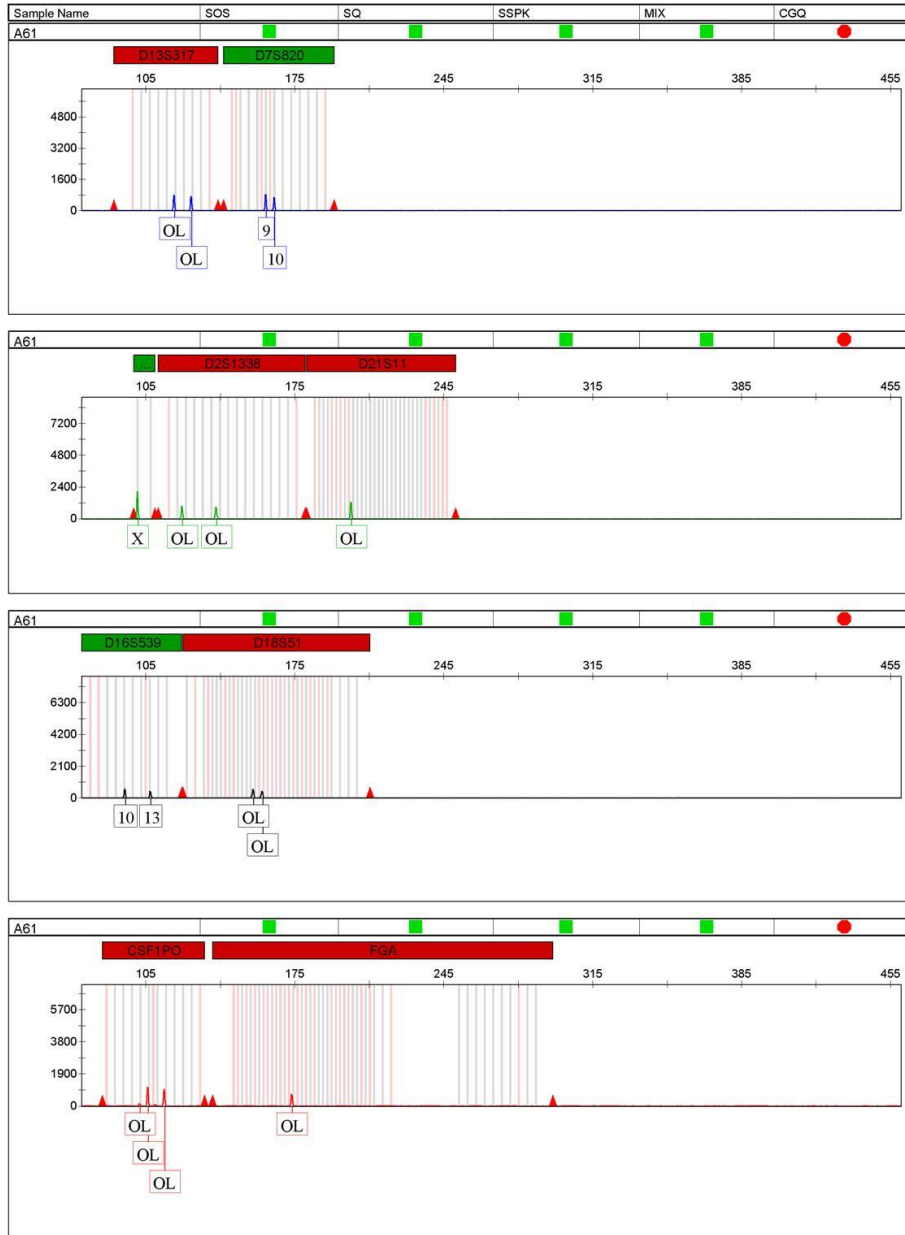 Sample Name SOS SQ SSPK MIX CGQ
A61
D13S317 D7S820
105 175 245 315 385 455
4800
3200
1600
0
OL 9
OL 10
A61
... D2S1338 D21S11
105 175 245 315 385 455
7200
4800
2400
0
X OL OL OL
A61
D16S539 D18S51
105 175 245 315 385 455
6300
4200
2100
0
10 13 OL
OL
A61
CSF1PO FGA
105 175 245 315 385 455
5700
3800
1900
0
OL OL
OL
OL